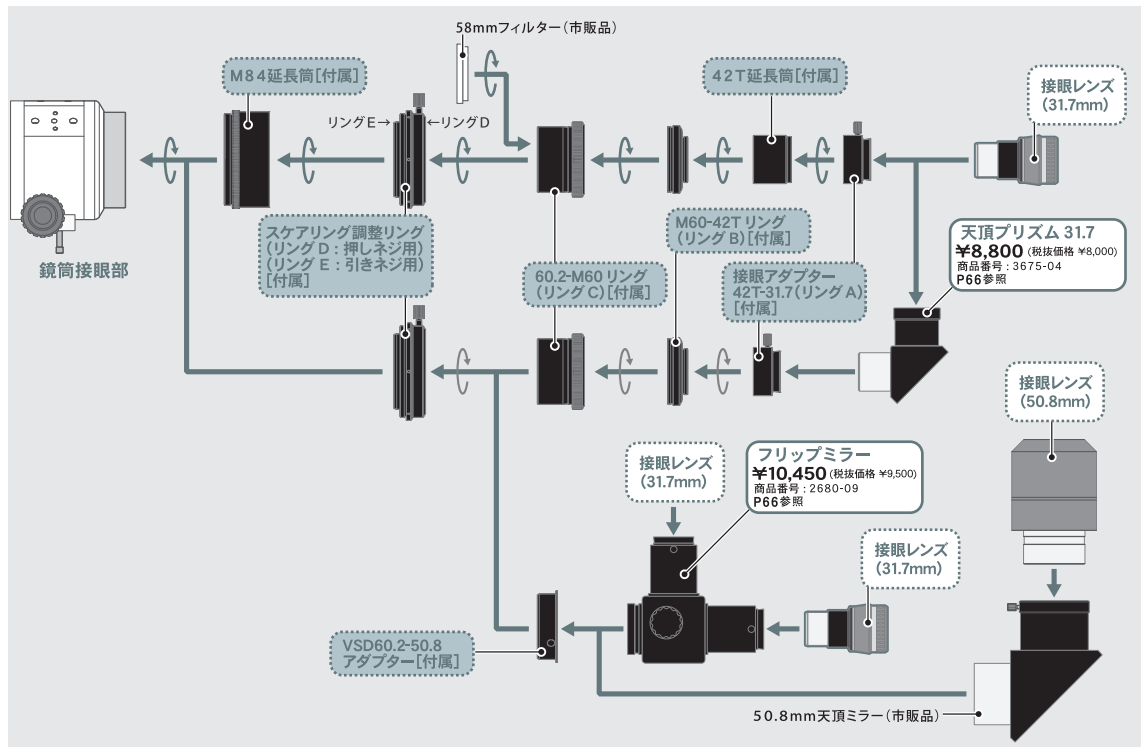 58mmフィルター（市販品）
M84延長筒［付属］
42T延長筒［付属］
接眼レンズ
（31.7mm）
リングE→
←リングD
鏡筒接眼部
スケアリング調整リング
（リングD：押しネジ用）
（リングE：引きネジ用）
［付属］
60.2-M60リング
（リングC）［付属］
M60-42Tリング
（リングB）［付属］
接眼アダプター
42T-31.7（リングA）
［付属］
天頂プリズム31.7
¥8,800（税抜価格 ¥8,000）
商品番号：3675-04
P66参照
接眼レンズ
（50.8mm）
接眼レンズ
（31.7mm）
フリップミラー
¥10,450（税抜価格 ¥9,500）
商品番号：2680-09
P66参照
接眼レンズ
（31.7mm）
VSD60.2-50.8
アダプター［付属］
50.8mm天頂ミラー（市販品）